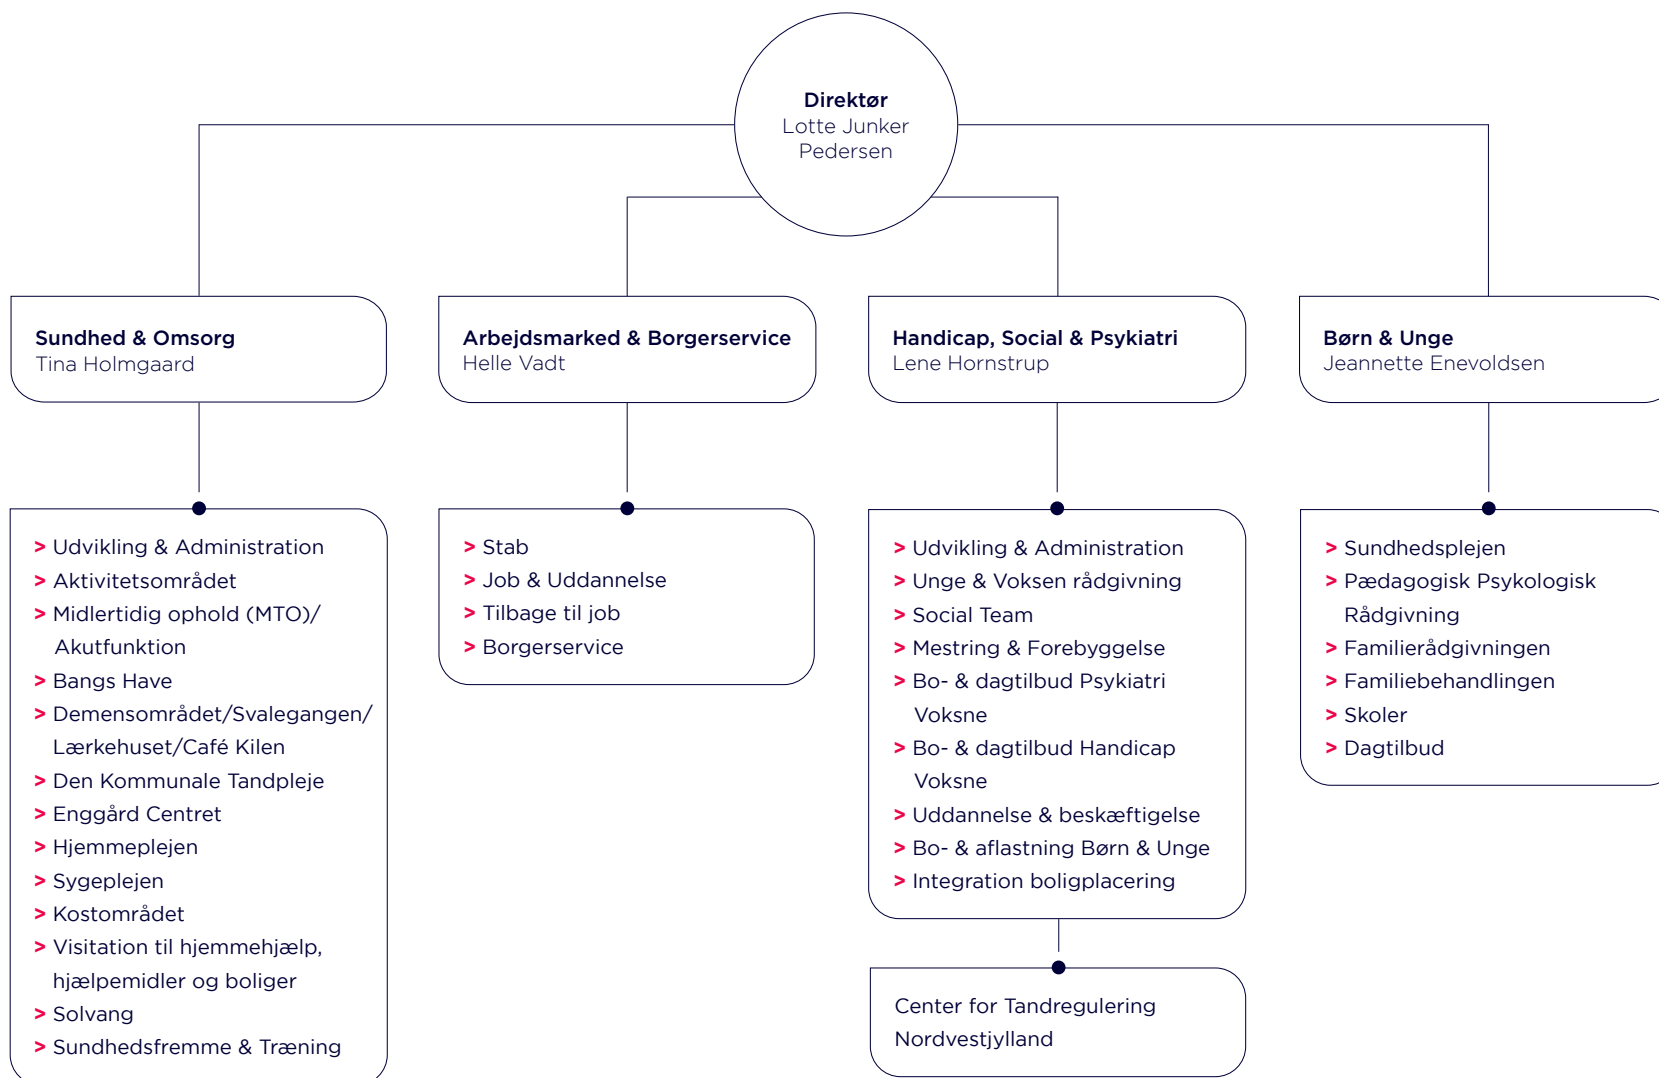 Direktør
Lotte Junker
Pedersen
Sundhed & Omsorg
Tina Holmgaard
Arbejdsmarked & Borgerservice
Helle Vadt
Handicap, Social & Psykiatri
Lene Hornstrup
Børn & Unge
Jeannette Enevoldsen
> Udvikling & Administration
> Aktivitetsområdet
> Midlertidig ophold (MTO)/
Akutfunktion
> Bangs Have
> Demensområdet/Svalegangen/
Lærkehuset/Café Kilen
> Den Kommunale Tandpleje
> Enggård Centret
> Hjemmeplejen
> Sygeplejen
> Kostområdet
> Visitation til hjemmehjælp,
hjælpemidler og boliger
> Solvang
> Sundhedsfremme & Træning
> Stab
> Job & Uddannelse
> Tilbage til job
> Borgerservice
> Udvikling & Administration
> Unge & Voksen rådgivning
> Social Team
> Mestring & Forebyggelse
> Bo- & dagtilbud Psykiatri
Voksne
> Bo- & dagtilbud Handicap
Voksne
> Uddannelse & beskæftigelse
> Bo- & aflastning Børn & Unge
> Integration boligplacering
Center for Tandregulering
Nordvestjylland
> Sundhedsplejen
> Pædagogisk Psykologisk
Rådgivning
> Familierådgivningen
> Familiebehandlingen
> Skoler
> Dagtilbud